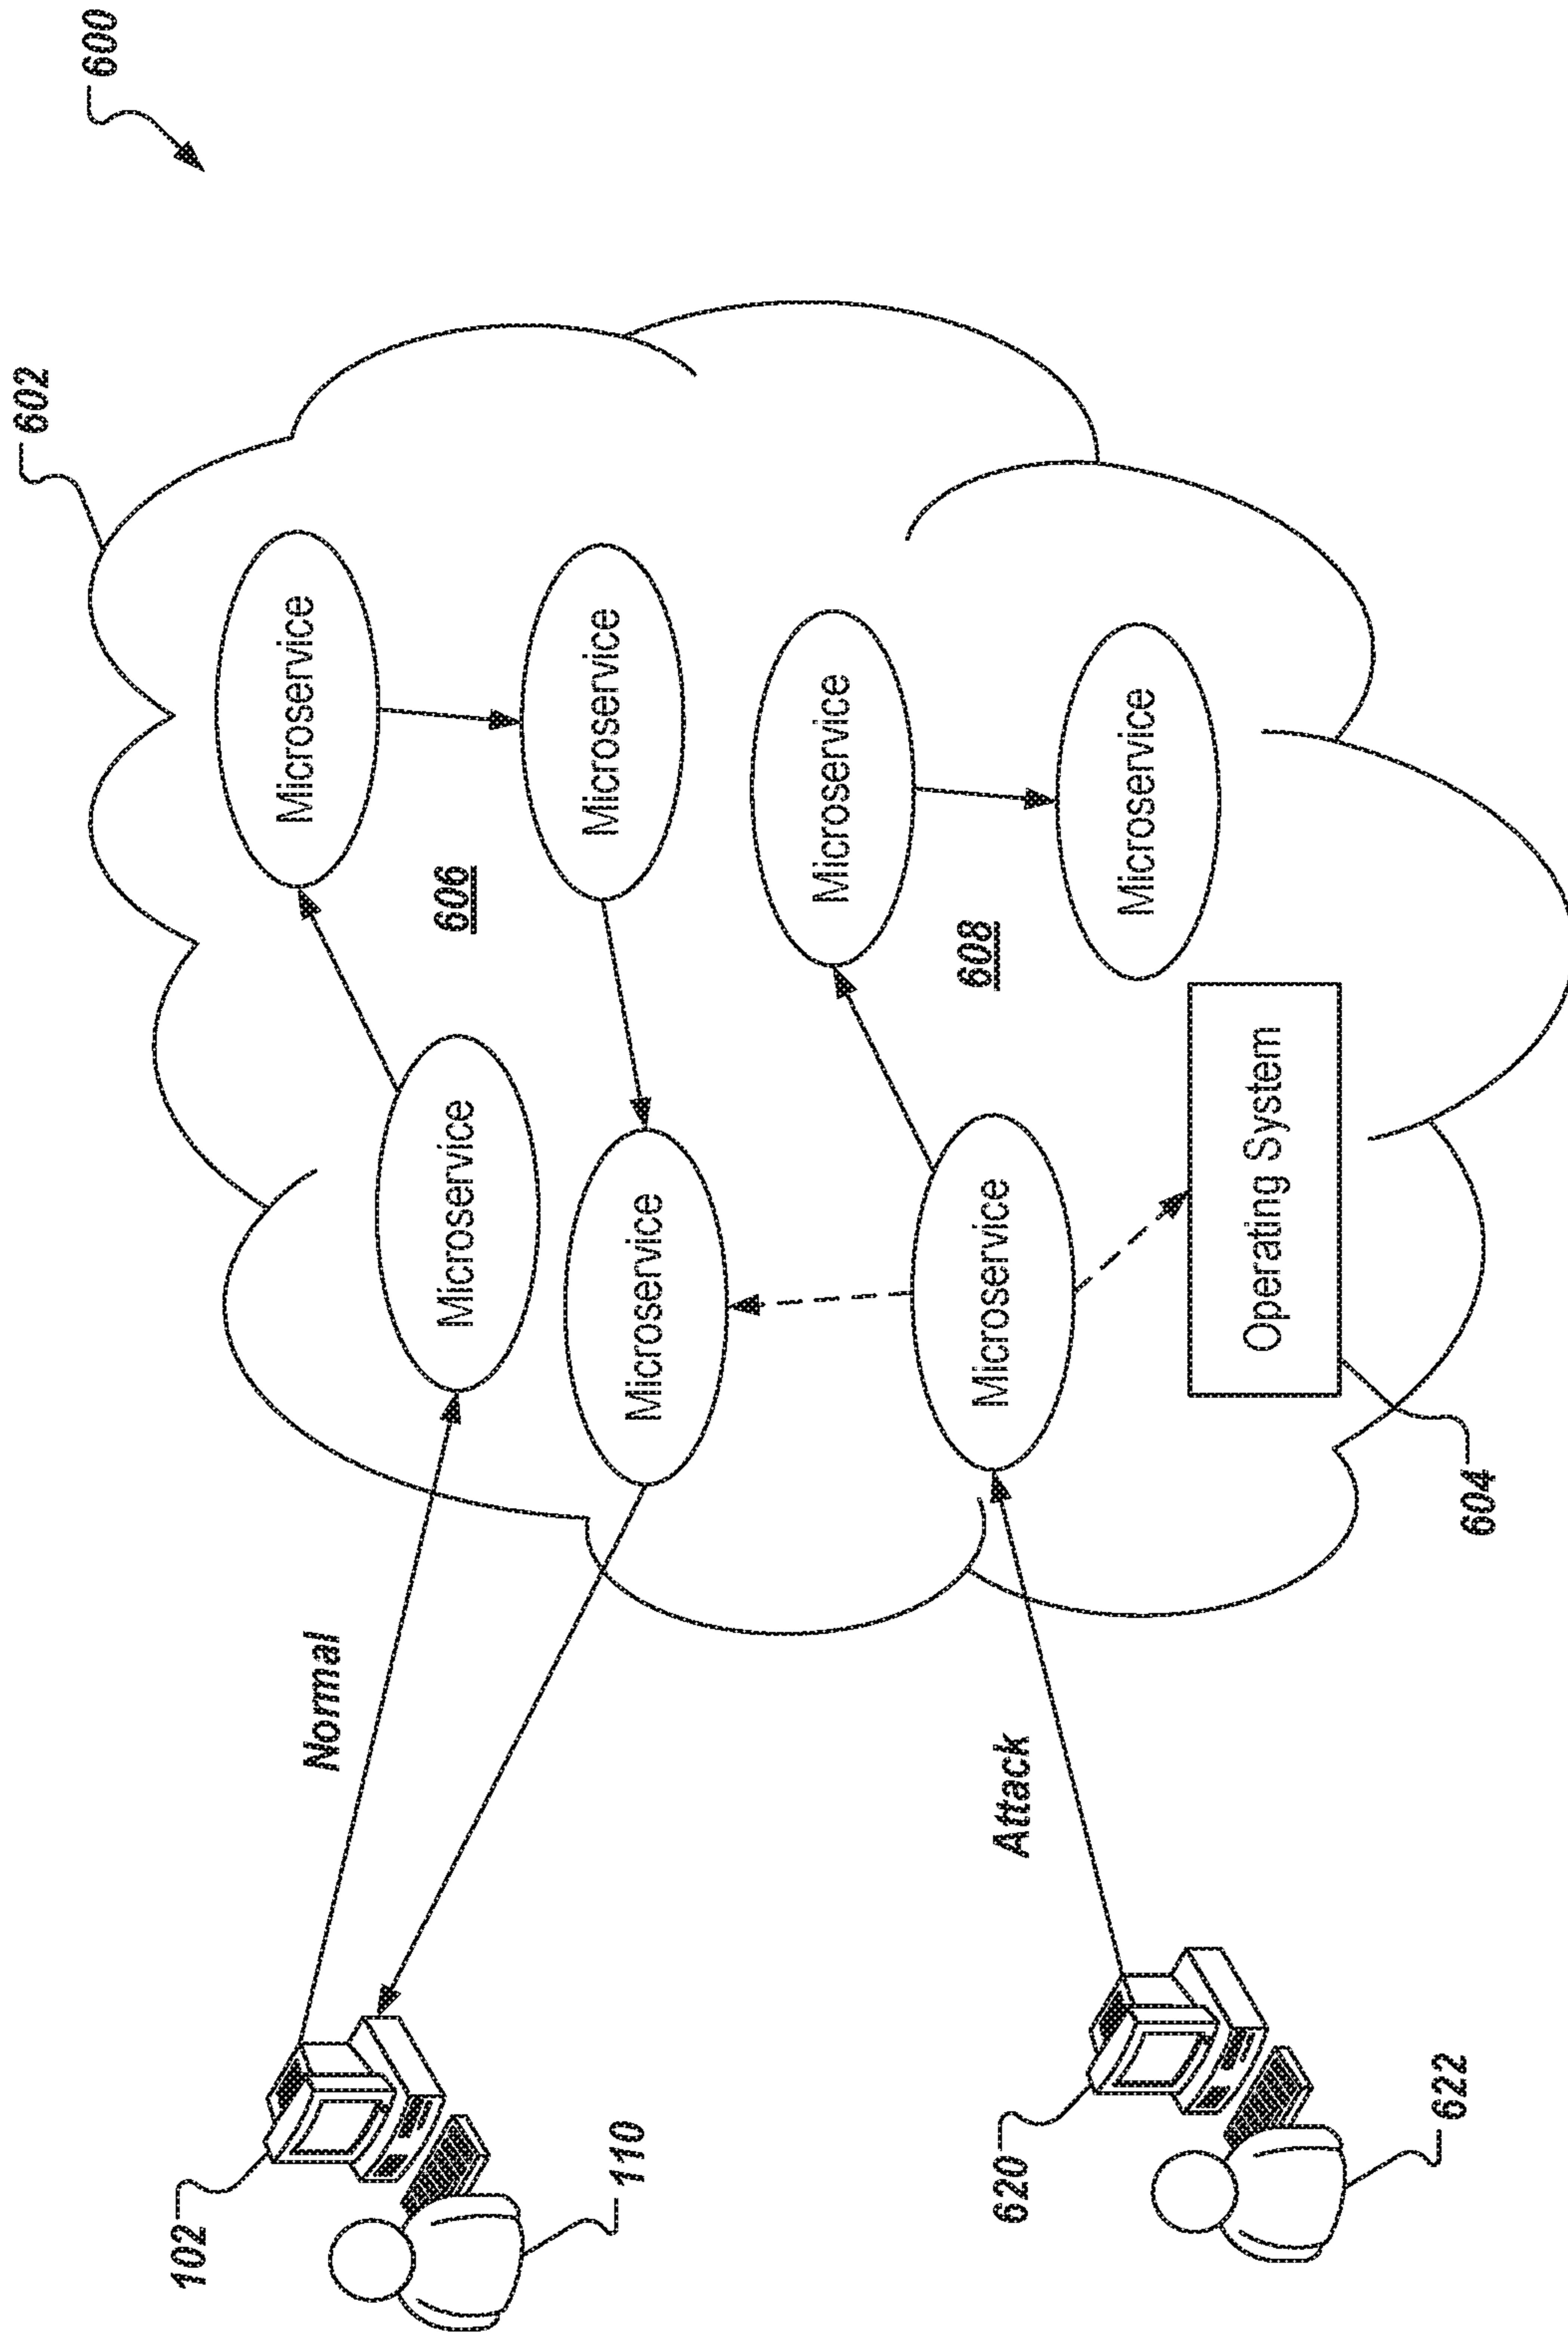 600
602
Microservice
Microservice
606
Microservice
Microservice
Normal
102
110
Microservice
Microservice
608
Microservice
Operating System
604
Attack
620
622